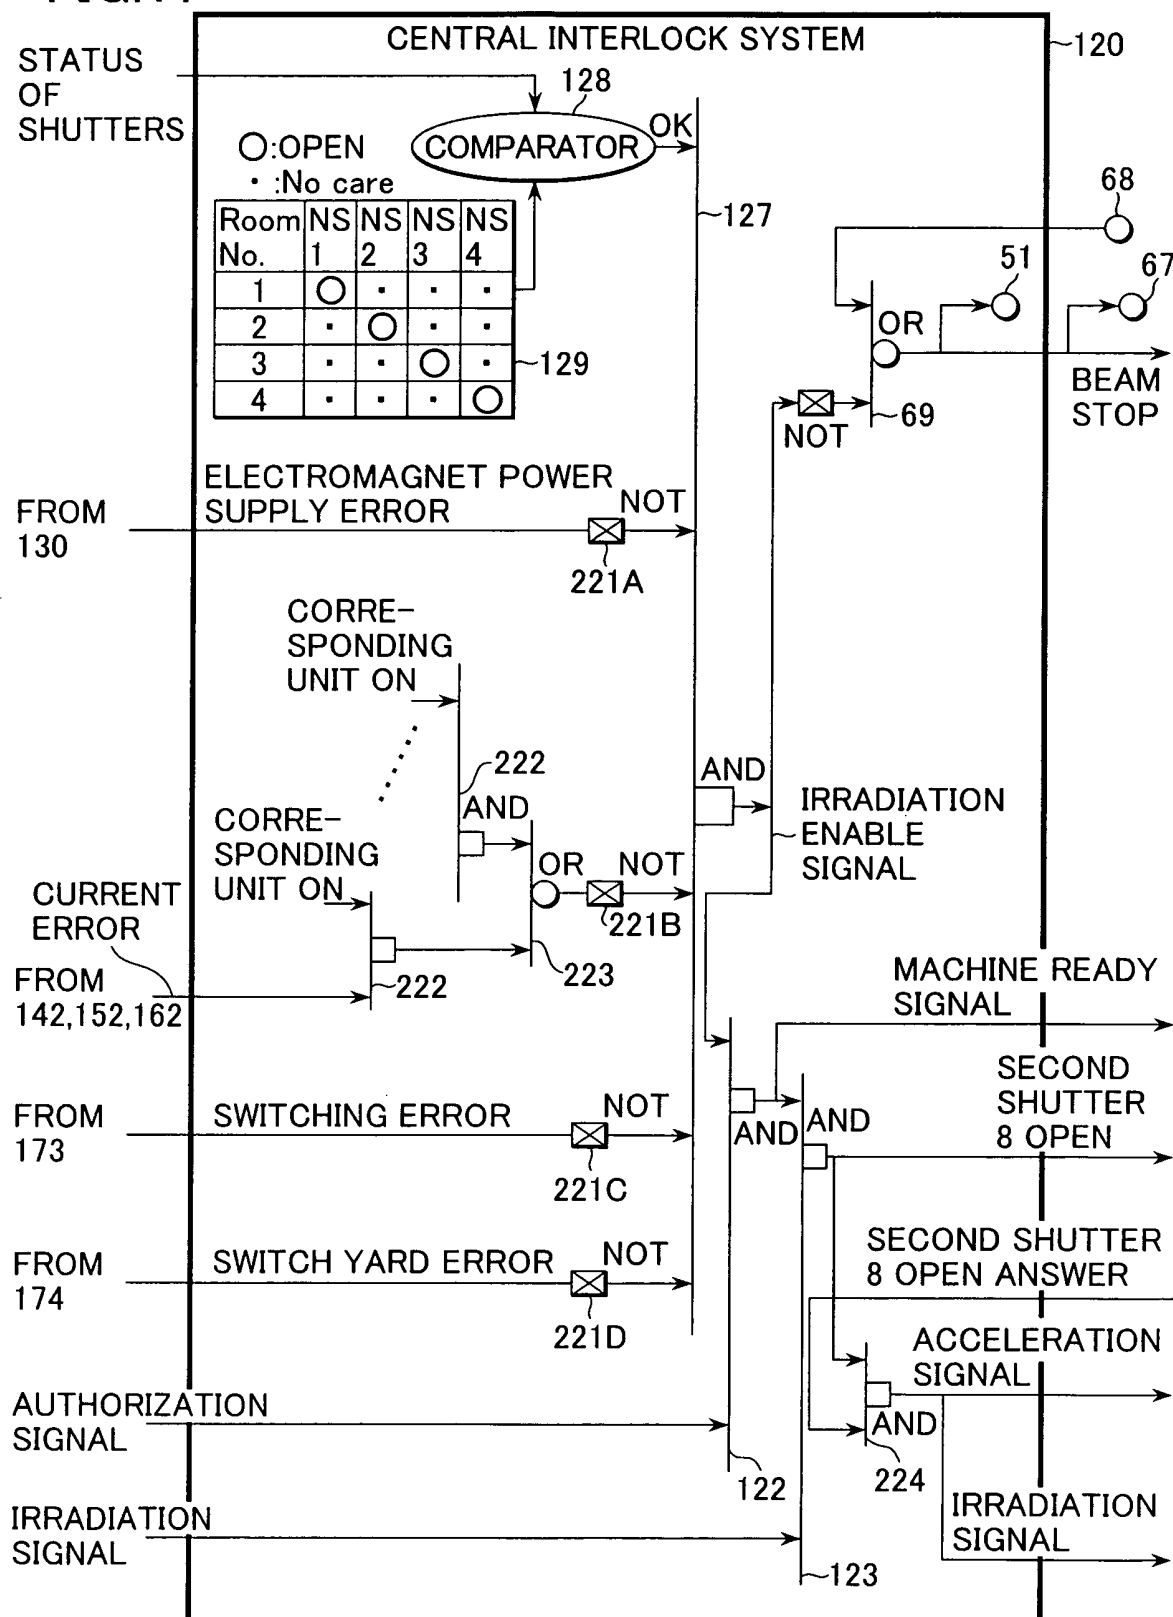 CENTRAL INTERLOCK SYSTEM
120
STATUS
OF
SHUTTERS
128
COMPARATOR
OK
○:OPEN
・:No care
127
Room No. NS 1 NS 2 NS 3 NS 4
1 ○ ・ ・ ・
2 ・ ○ ・ ・
3 ・ ・ ○ ・
4 ・ ・ ・ ○
129
68
51
67
OR
BEAM
STOP
NOT
69
ELECTROMAGNET POWER
SUPPLY ERROR
NOT
FROM
130
221A
CORRE-
SPONDING
UNIT ON
222
AND
AND
IRRADIATION
ENABLE
SIGNAL
CORRE-
SPONDING
UNIT ON
OR
NOT
221B
CURRENT
ERROR
223
222
FROM
142,152,162
MACHINE READY
SIGNAL
SECOND
SHUTTER
8 OPEN
FROM
173
SWITCHING ERROR
NOT
221C
AND
AND
SECOND SHUTTER
8 OPEN ANSWER
FROM
174
SWITCH YARD ERROR
NOT
221D
ACCELERATION
SIGNAL
AND
224
AUTHORIZATION
SIGNAL
122
IRRADIATION
SIGNAL
IRRADIATION
SIGNAL
123